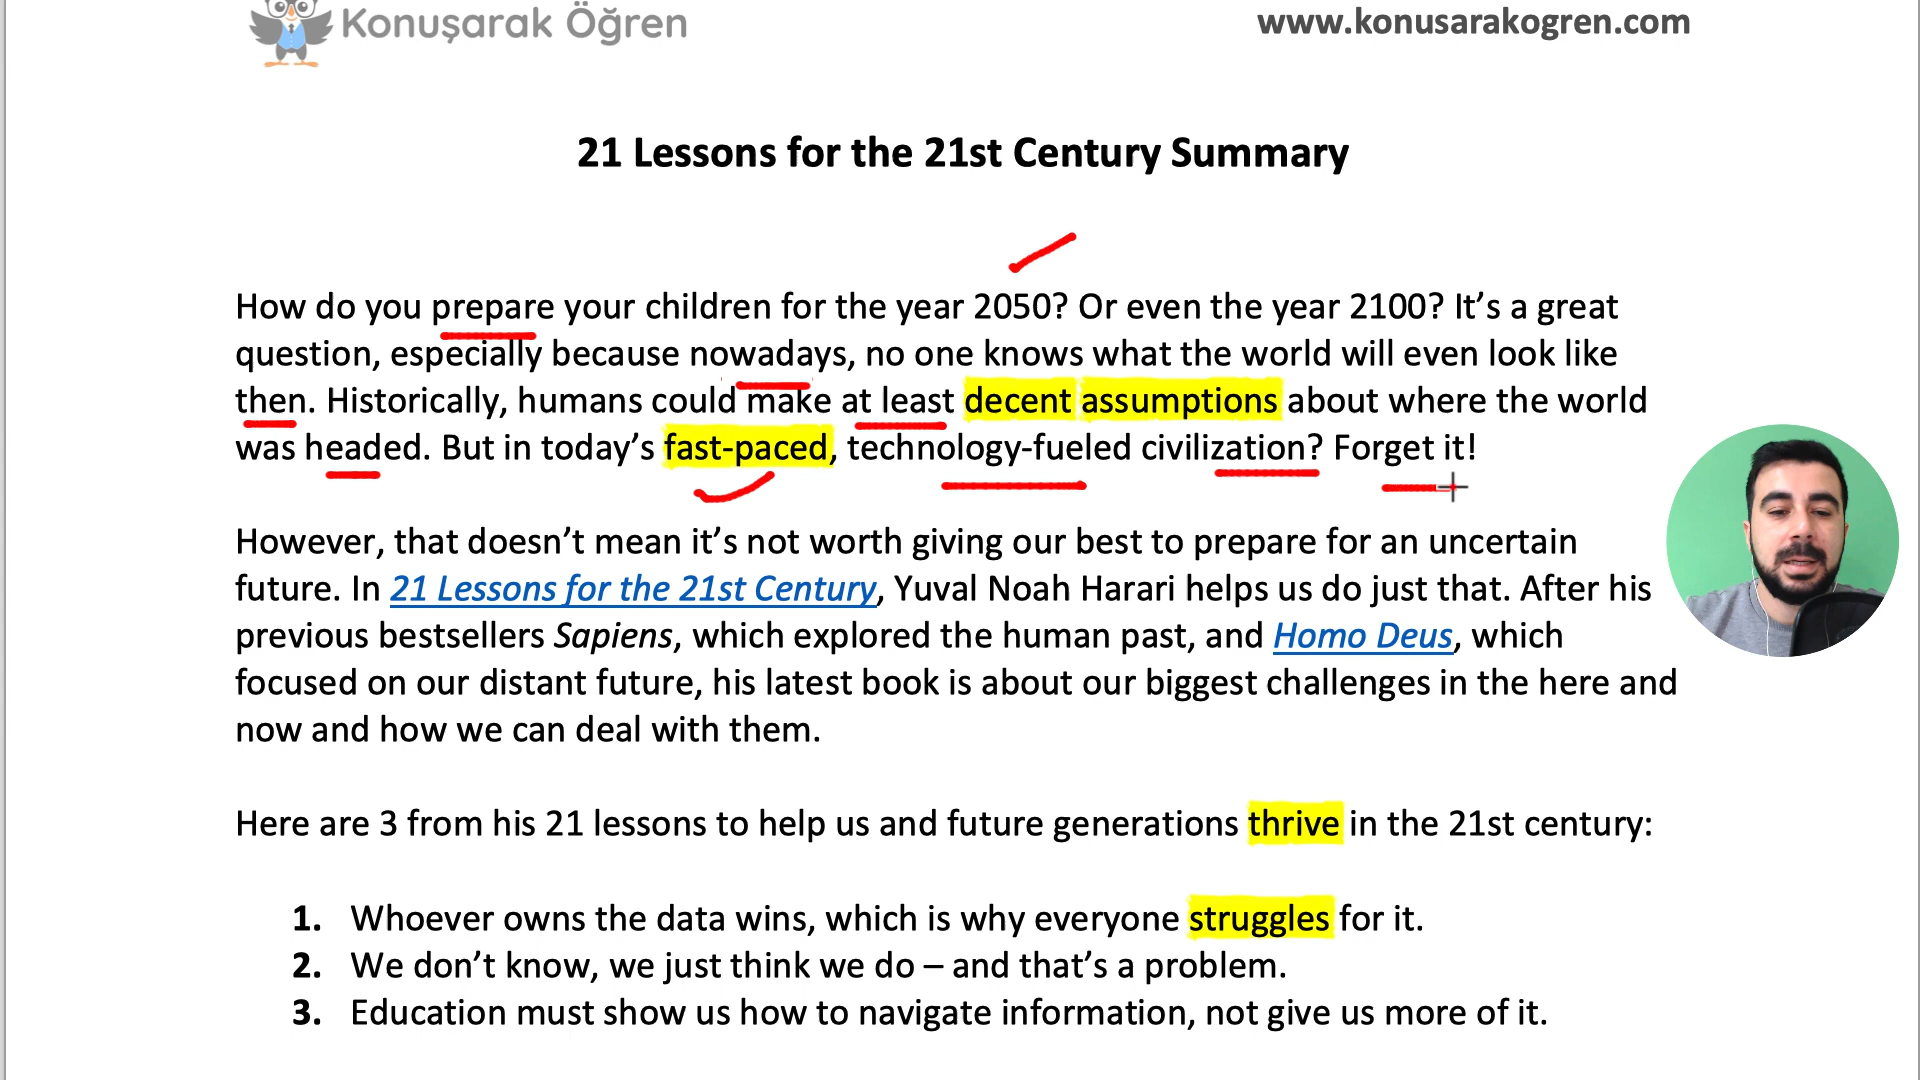 Konuşarak Öğren
www.konusarakogren.com
21 Lessons for the 21st Century Summary
How do you prepare your children for the year 2050? Or even the year 2100? It’s a great
question, especially because nowadays, no one knows what the world will even look like
then. Historically, humans could make at least decent assumptions about where the world
was headed. But in today’s fast-paced, technology-fueled civilization? Forget it!
However, that doesn’t mean it’s not worth giving our best to prepare for an uncertain
future. In 21 Lessons for the 21st Century, Yuval Noah Harari helps us do just that. After his
previous bestsellers Sapiens, which explored the human past, and Homo Deus, which
focused on our distant future, his latest book is about our biggest challenges in the here and
now and how we can deal with them.
Here are 3 from his 21 lessons to help us and future generations thrive in the 21st century:
1. Whoever owns the data wins, which is why everyone struggles for it.
2. We don’t know, we just think we do – and that’s a problem.
3. Education must show us how to navigate information, not give us more of it.